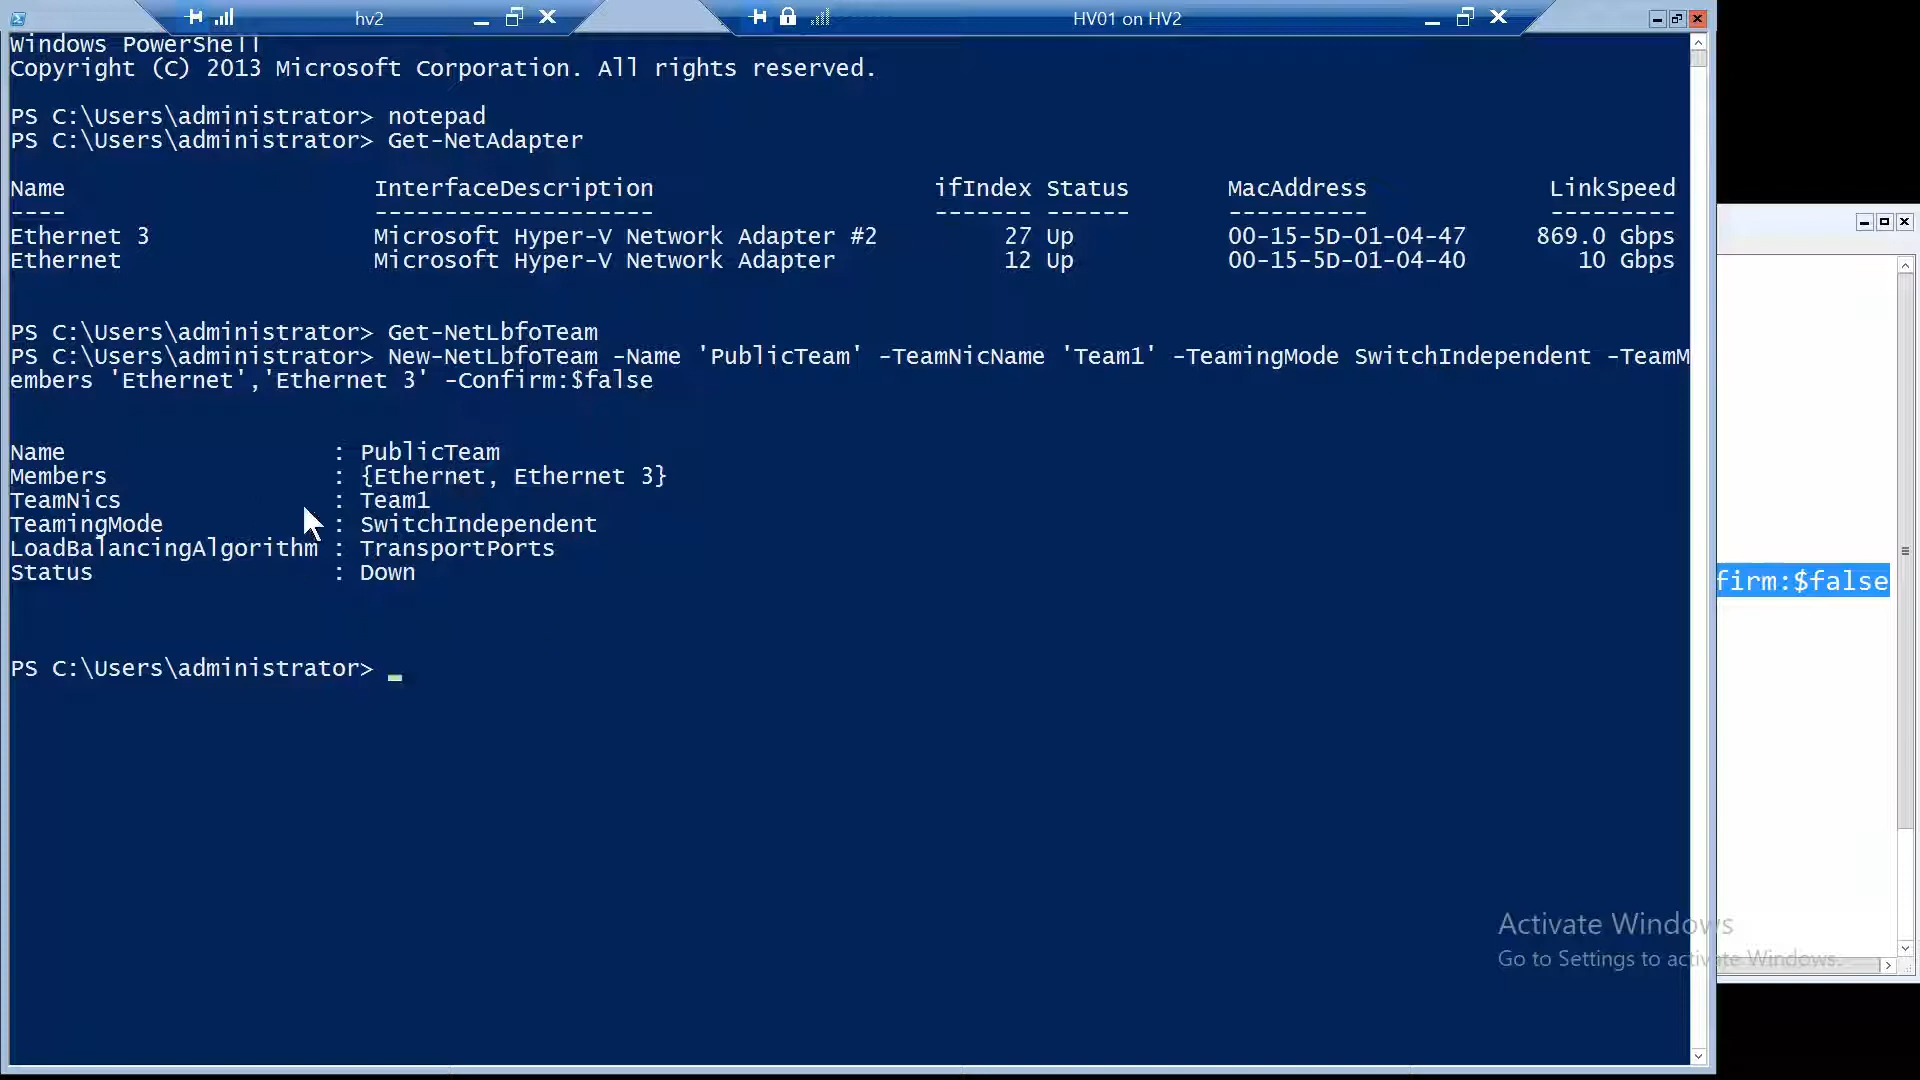 hv2
HV01 on HV2
Windows PowerShell
Copyright (C) 2013 Microsoft Corporation. All rights reserved.
PS C:\Users\administrator> notepad
PS C:\Users\administrator> Get-NetAdapter
Name InterfaceDescription ifIndex Status MacAddress LinkSpeed
---- -------------------- ------- ------ ---------- ---------
Ethernet 3 Microsoft Hyper-V Network Adapter #2 27 Up 00-15-5D-01-04-47 869.0 Gbps
Ethernet Microsoft Hyper-V Network Adapter 12 Up 00-15-5D-01-04-40 10 Gbps
PS C:\Users\administrator> Get-NetLbfoTeam
PS C:\Users\administrator> New-NetLbfoTeam -Name 'PublicTeam' -TeamNicName 'Team1' -TeamingMode SwitchIndependent -TeamM
embers 'Ethernet','Ethernet 3' -Confirm:$false
Name : PublicTeam
Members : {Ethernet, Ethernet 3}
TeamNics : Team1
TeamingMode : SwitchIndependent
LoadBalancingAlgorithm : TransportPorts
Status : Down
firm:$false
PS C:\Users\administrator> _
Activate Windows
Go to Settings to activate Windows.